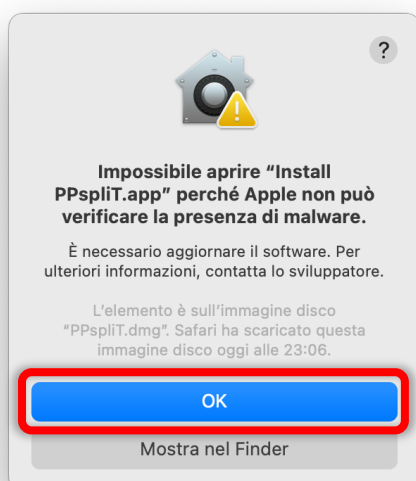 ?
Impossibile aprire “Install
PPspliT.app” perché Apple non può
verificare la presenza di malware.
È necessario aggiornare il software. Per
ulteriori informazioni, contatta lo sviluppatore.
L'elemento è sull'immagine disco
“PPspliT.dmg”. Safari ha scaricato questa
immagine disco oggi alle 23:06.
OK
Mostra nel Finder